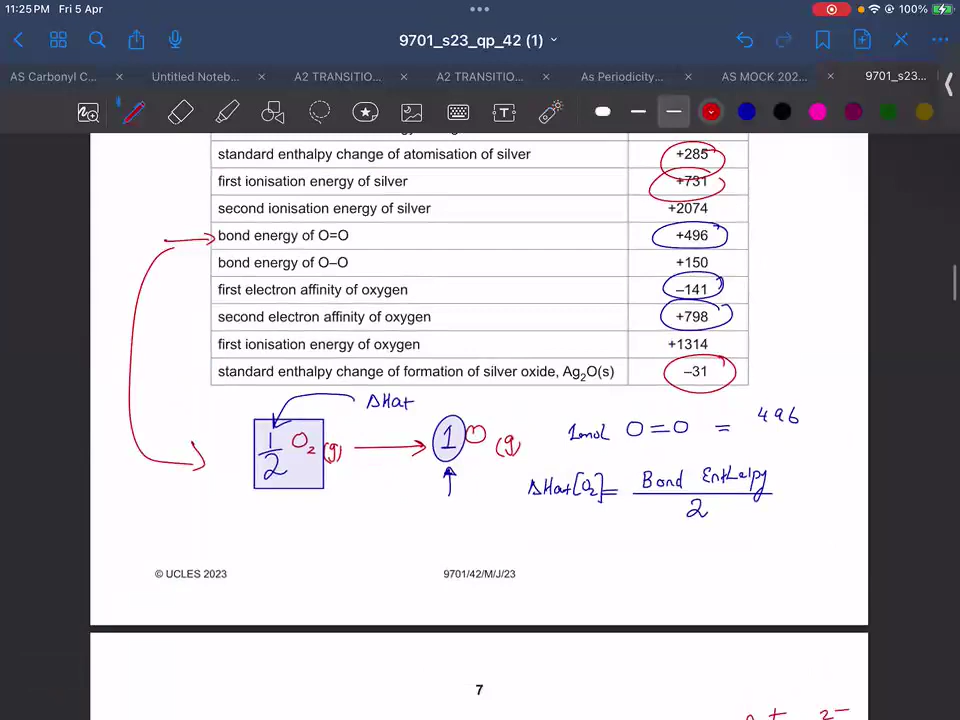 11:25 PM Fri 5 Apr
100%
9701_s23_qp_42 (1)
AS Carbonyl C...
Untitled Noteb...
A2 TRANSITIO...
A2 TRANSITIO...
As Periodicity...
AS MOCK 202...
9701_s23...
standard enthalpy change of atomisation of silver +285
first ionisation energy of silver +731
second ionisation energy of silver +2074
bond energy of O=O +496
bond energy of O–O +150
first electron affinity of oxygen –141
second electron affinity of oxygen +798
first ionisation energy of oxygen +1314
standard enthalpy change of formation of silver oxide, Ag₂O(s) –31
ΔHat
1/2 O₂ (g) → 1 O (g)
1mol O=O = 496
ΔHat[O₂] = Bond Enthalpy / 2
© UCLES 2023
9701/42/M/J/23
7